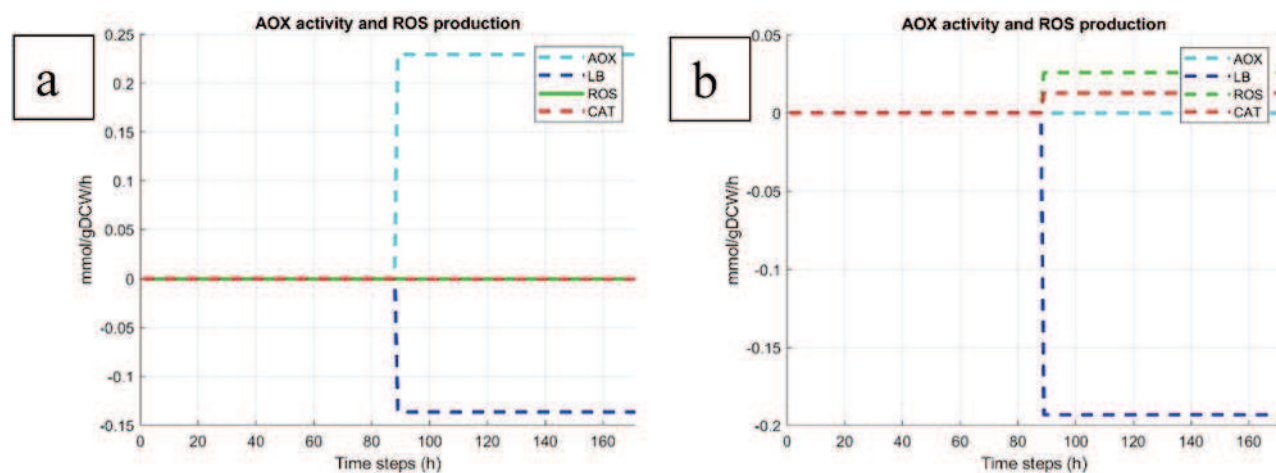 a
AOX activity and ROS production
0.25
0.2
0.15
0.1
0.05
0
-0.05
-0.1
-0.15
mmol/gDCW/h
0 20 40 60 80 100 120 140 160
Time steps (h)
AOX
LB
ROS
CAT
b
AOX activity and ROS production
0.05
0
-0.05
-0.1
-0.15
-0.2
mmol/gDCW/h
0 20 40 60 80 100 120 140 160
Time steps (h)
AOX
LB
ROS
CAT